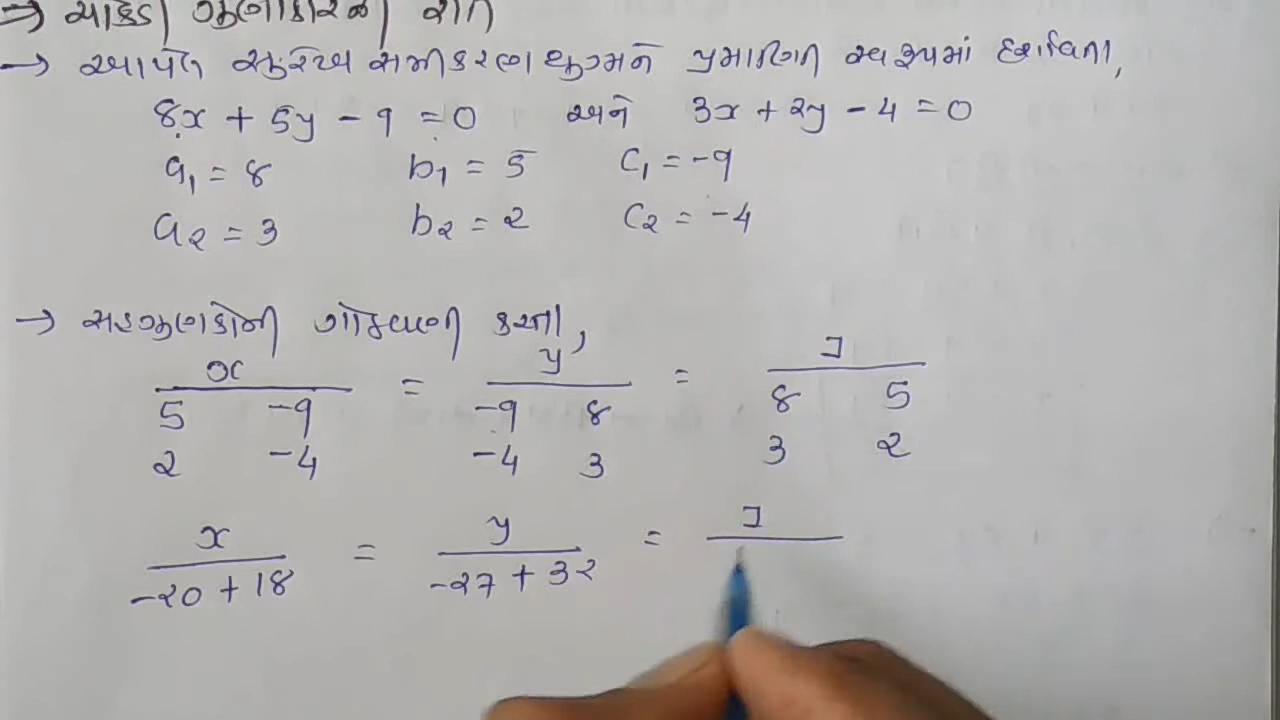 → ચોકડી ગુણાકારની રીત
→ આપેલ સુરેખ સમીકરણ યુગ્મને પ્રમાણિત સ્વરૂપમાં દર્શાવતા,
8x + 5y - 9 = 0 અને 3x + 2y - 4 = 0
a₁ = 8 b₁ = 5 c₁ = -9
a₂ = 3 b₂ = 2 c₂ = -4
→ સહગુણકોની ગોઠવણી કરતા,
x = y = 1
5 -9 -9 8 8 5
2 -4 -4 3 3 2
x = y = 1
-20 + 18 -27 + 32